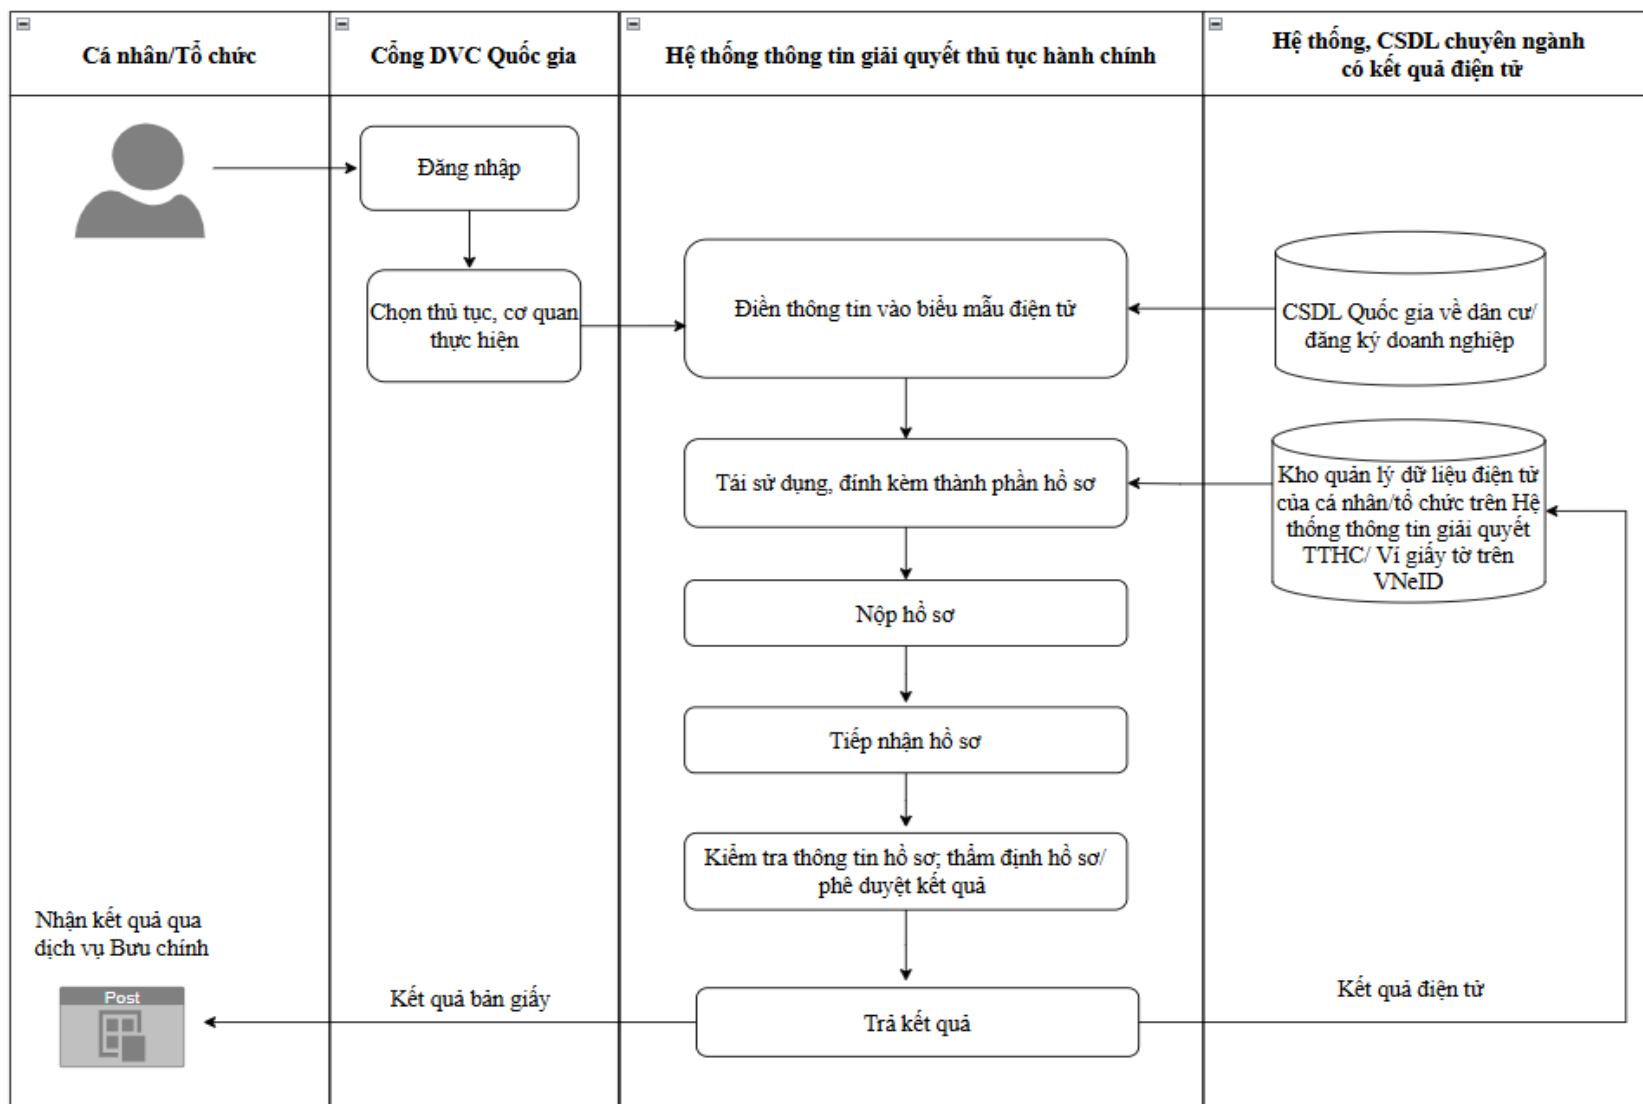 Cá nhân/Tổ chức
Cổng DVC Quốc gia
Hệ thống thông tin giải quyết thủ tục hành chính
Hệ thống, CSDL chuyên ngành
có kết quả điện tử
Đăng nhập
Chọn thủ tục, cơ quan
thực hiện
Điền thông tin vào biểu mẫu điện tử
CSDL Quốc gia về dân cư/
đăng ký doanh nghiệp
Tái sử dụng, đính kèm thành phần hồ sơ
Kho quản lý dữ liệu điện tử
của cá nhân/tổ chức trên Hệ
thống thông tin giải quyết
TTHC/ Ví giấy tờ trên
VNeID
Nộp hồ sơ
Tiếp nhận hồ sơ
Kiểm tra thông tin hồ sơ; thẩm định hồ sơ/
phê duyệt kết quả
Nhận kết quả qua
dịch vụ Bưu chính
Post
Kết quả bản giấy
Trả kết quả
Kết quả điện tử